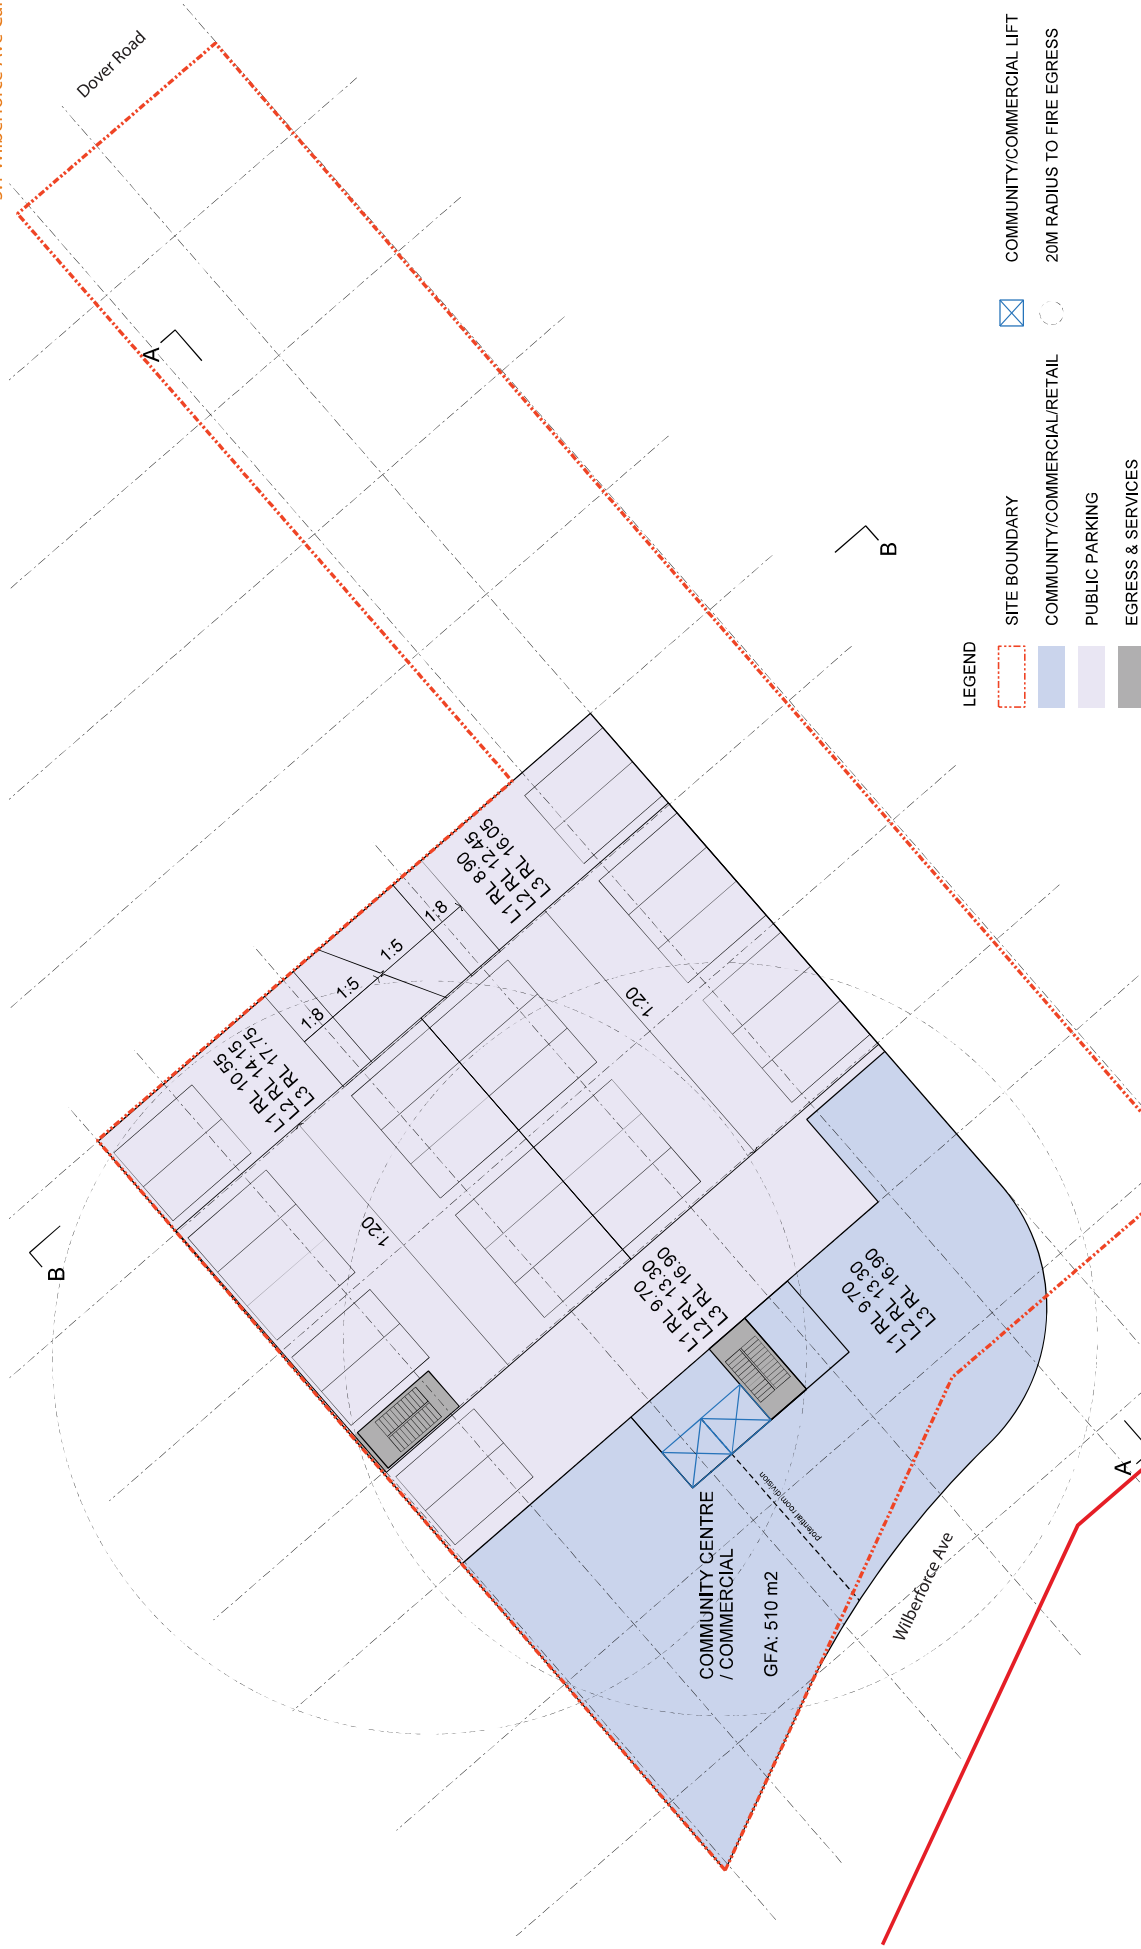 Dover Road
A
B
L1 RL 8.90
L2 RL 12.45
L3 RL 16.05
1:8
1:5
1:5
1:8
L1 RL 10.55
L2 RL 14.15
L3 RL 17.75
1:20
1:20
B
L1 RL 9.70
L2 RL 13.30
L3 RL 16.90
L1 RL 9.70
L2 RL 13.30
L3 RL 16.90
potential room division
COMMUNITY CENTRE
/ COMMERCIAL
GFA: 510 m2
Wilberforce Ave
A
LEGEND
SITE BOUNDARY
COMMUNITY/COMMERCIAL/RETAIL
PUBLIC PARKING
EGRESS & SERVICES
COMMUNITY/COMMERCIAL LIFT
20M RADIUS TO FIRE EGRESS